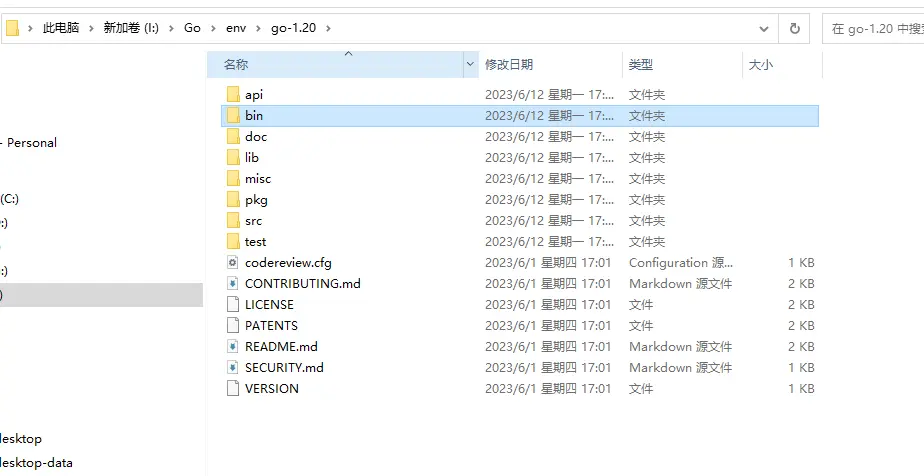 此电脑 新加卷 (I:) Go env go-1.20 在 go-1.20 中搜
名称 修改日期 类型 大小
api 2023/6/12 星期一 17:... 文件夹
bin 2023/6/12 星期一 17:... 文件夹
doc 2023/6/12 星期一 17:... 文件夹
- Personal lib 2023/6/12 星期一 17:... 文件夹
misc 2023/6/12 星期一 17:... 文件夹
(C:) pkg 2023/6/12 星期一 17:... 文件夹
:) src 2023/6/12 星期一 17:... 文件夹
test 2023/6/12 星期一 17:... 文件夹
:) codereview.cfg 2023/6/1 星期四 17:01 Configuration 源... 1 KB
) CONTRIBUTING.md 2023/6/1 星期四 17:01 Markdown 源文件 2 KB
LICENSE 2023/6/1 星期四 17:01 文件 2 KB
PATENTS 2023/6/1 星期四 17:01 文件 2 KB
README.md 2023/6/1 星期四 17:01 Markdown 源文件 2 KB
SECURITY.md 2023/6/1 星期四 17:01 Markdown 源文件 1 KB
VERSION 2023/6/1 星期四 17:01 文件 1 KB
desktop
desktop-data